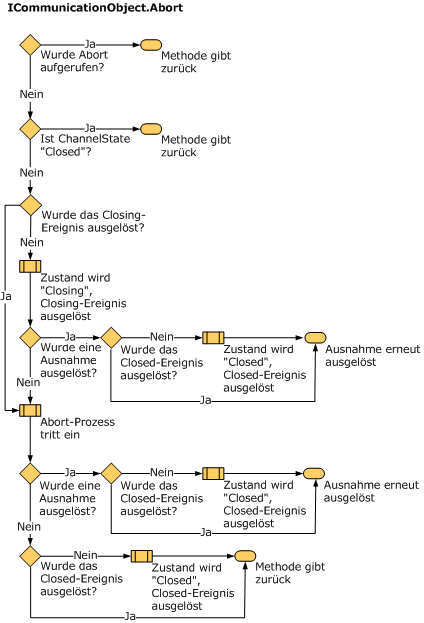 ICommunicationObject.Abort
Ja
Wurde Abort
aufgerufen?
Methode gibt
zurück
Nein
Ja
Ist ChannelState
"Closed"?
Methode gibt
zurück
Nein
Wurde das Closing-
Ereignis ausgelöst?
Nein
Zustand wird
"Closing",
Closing-Ereignis
ausgelöst
Ja
Ja
Nein
Wurde eine
Ausnahme
ausgelöst?
Wurde das
Closed-Ereignis
ausgelöst?
Zustand wird
"Closed",
Closed-Ereignis
ausgelöst
Ausnahme erneut
ausgelöst
Nein
Ja
Abort-Prozess
tritt ein
Ja
Nein
Wurde eine
Ausnahme
ausgelöst?
Wurde das
Closed-Ereignis
ausgelöst?
Zustand wird
"Closed",
Closed-Ereignis
ausgelöst
Ausnahme erneut
ausgelöst
Nein
Ja
Nein
Wurde das
Closed-Ereignis
ausgelöst?
Zustand wird
"Closed",
Closed-Ereignis
ausgelöst
Methode gibt
zurück
Ja